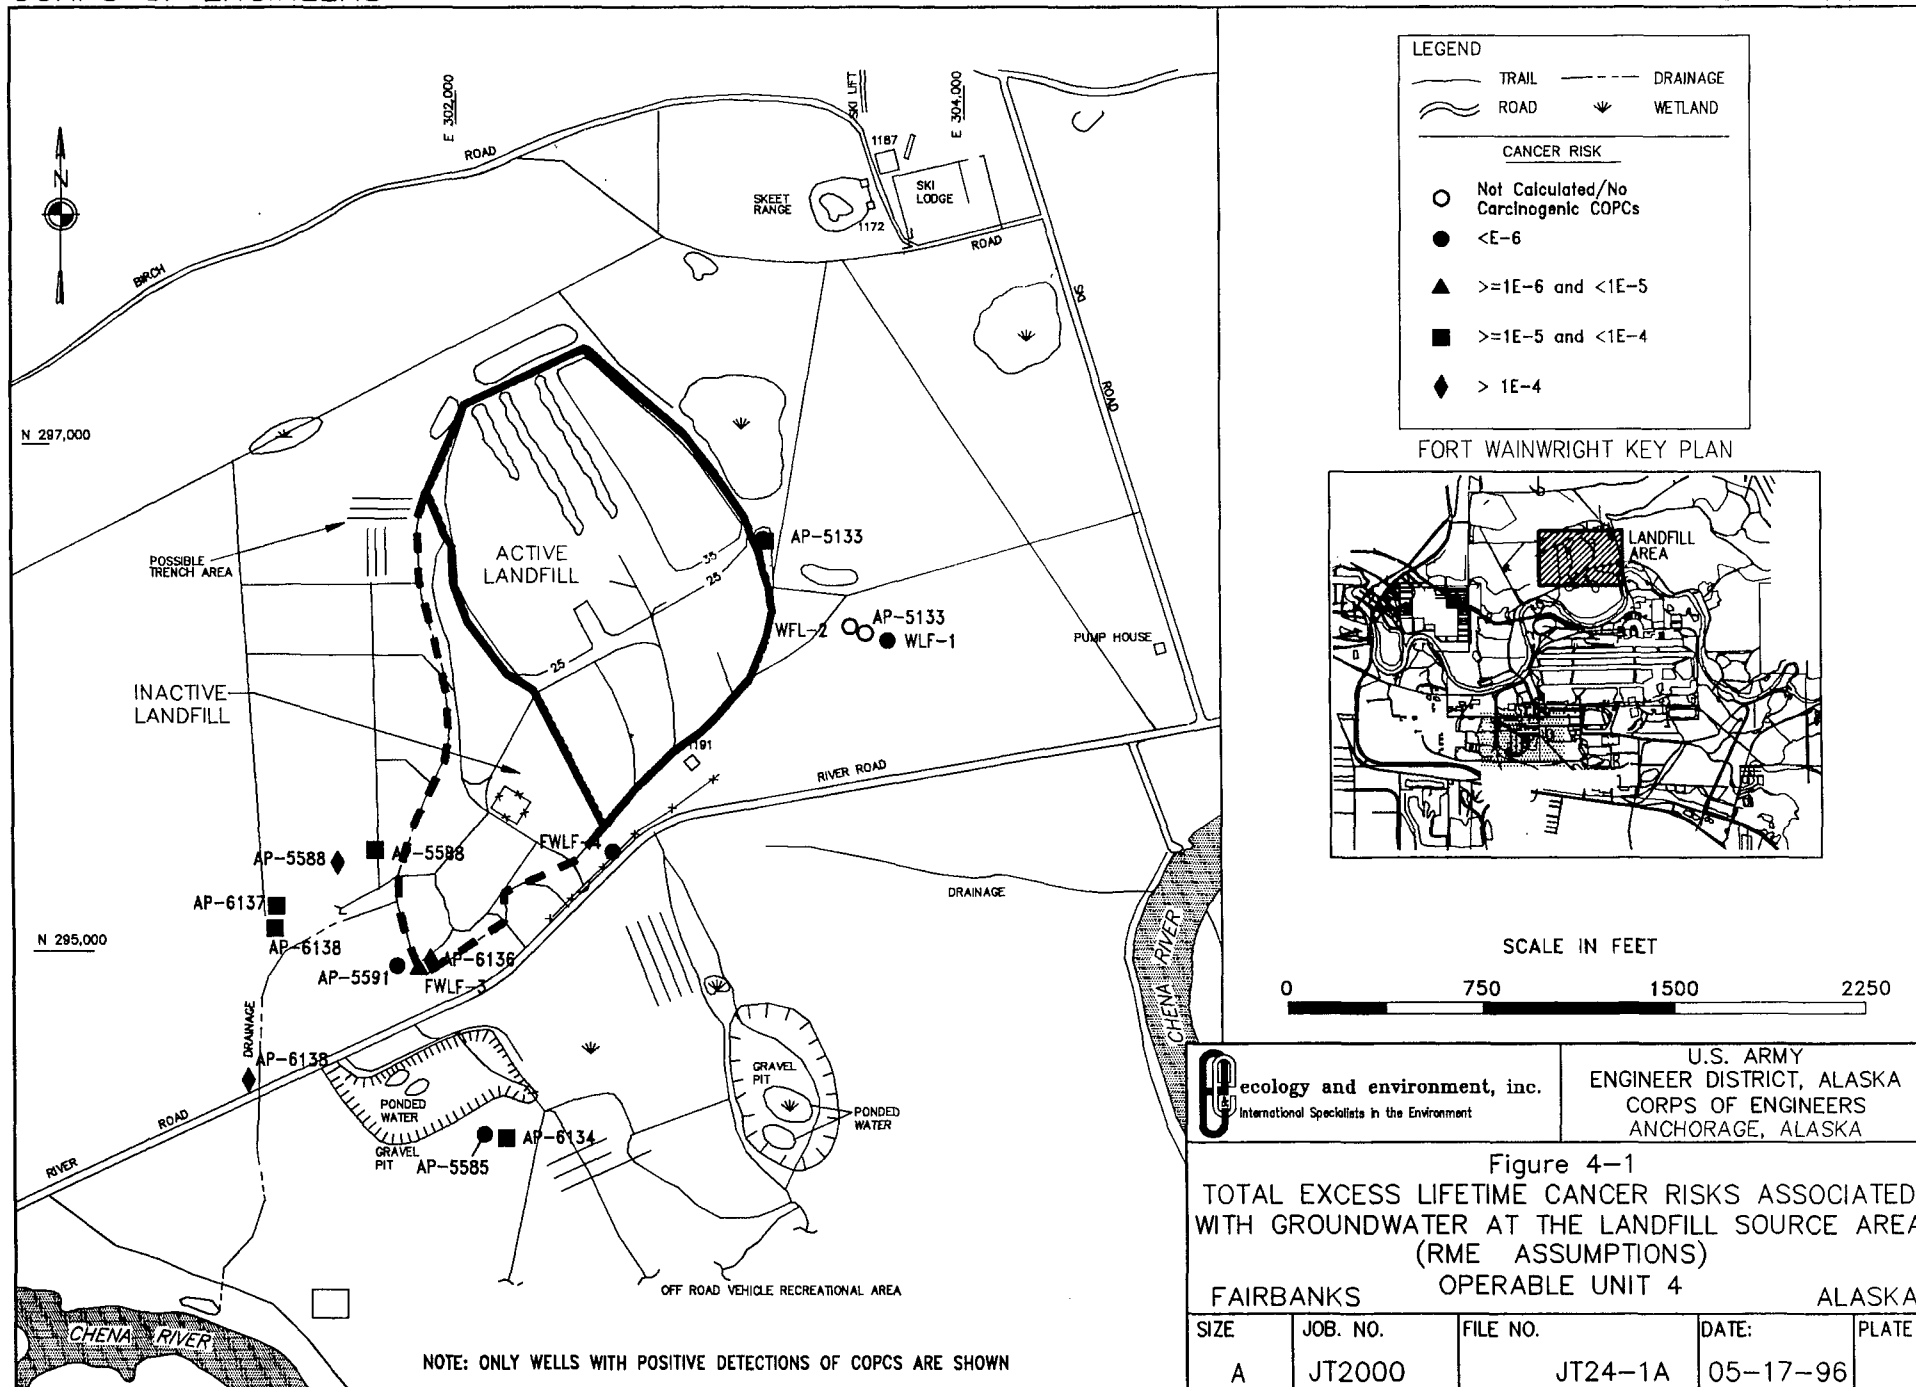 E 302,000
SKI LIFT
E 304,000
N
ROAD
1187
SKI
LODGE
SKEET
RANGE
1172
ROAD
BIRCH
SKI
ROAD
N 297,000
POSSIBLE
TRENCH AREA
ACTIVE
LANDFILL
35
25
25
AP-5133
WFL-2
AP-5133
WLF-1
PUMP HOUSE
INACTIVE
LANDFILL
1191
RIVER ROAD
AP-5588
FWLF-4
DRAINAGE
AP-6137
AP-6138
N 295,000
AP-5591
AP-6136
FWLF-3
CHENA RIVER
DRAINAGE
AP-6138
ROAD
RIVER
PONDED
WATER
GRAVEL
PIT
AP-5585
AP-6134
GRAVEL
PIT
PONDED
WATER
OFF ROAD VEHICLE RECREATIONAL AREA
CHENA RIVER
NOTE: ONLY WELLS WITH POSITIVE DETECTIONS OF COPCS ARE SHOWN
LEGEND
TRAIL
DRAINAGE
ROAD
WETLAND
CANCER RISK
Not Calculated/No
Carcinogenic COPCs
<E-6
>=1E-6 and <1E-5
>=1E-5 and <1E-4
> 1E-4
FORT WAINWRIGHT KEY PLAN
LANDFILL
AREA
SCALE IN FEET
0 750 1500 2250
ecology and environment, inc.
International Specialists in the Environment
U.S. ARMY
ENGINEER DISTRICT, ALASKA
CORPS OF ENGINEERS
ANCHORAGE, ALASKA
Figure 4-1
TOTAL EXCESS LIFETIME CANCER RISKS ASSOCIATED
WITH GROUNDWATER AT THE LANDFILL SOURCE AREA
(RME ASSUMPTIONS)
OPERABLE UNIT 4
FAIRBANKS
ALASKA
SIZE
A
JOB. NO.
JT2000
FILE NO.
JT24-1A
DATE:
05-17-96
PLATE